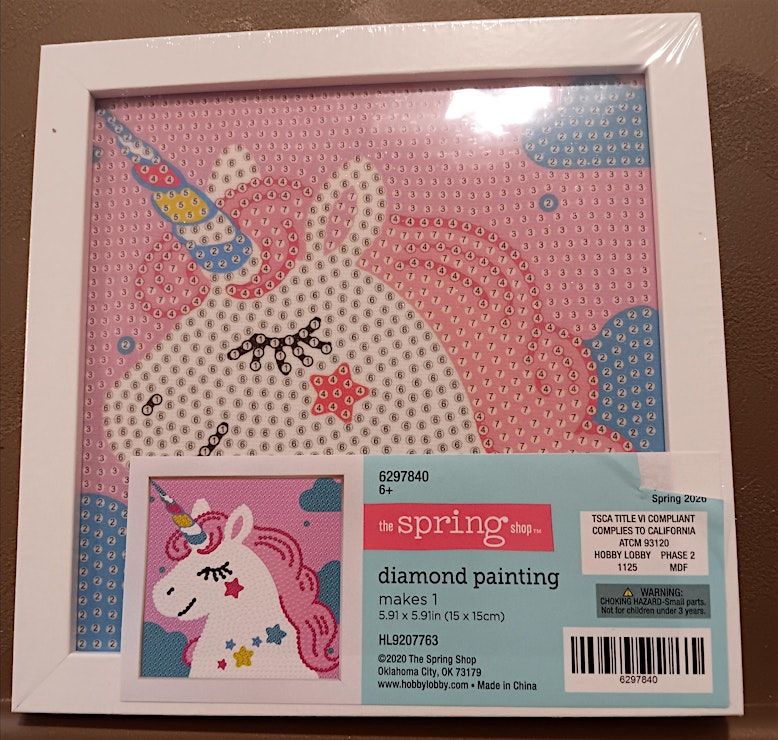 6297840
6+
Spring 2026
the spring shop™
TSCA TITLE VI COMPLIANT
COMPLIES TO CALIFORNIA
ATCM 93120
HOBBY LOBBY PHASE 2
1125 MDF
diamond painting
makes 1
5.91 x 5.91in (15 x 15cm)
WARNING:
CHOKING HAZARD-Small parts.
Not for children under 3 years.
HL9207763
©2020 The Spring Shop
Oklahoma City, OK 73179
www.hobbylobby.com • Made in China
6297840